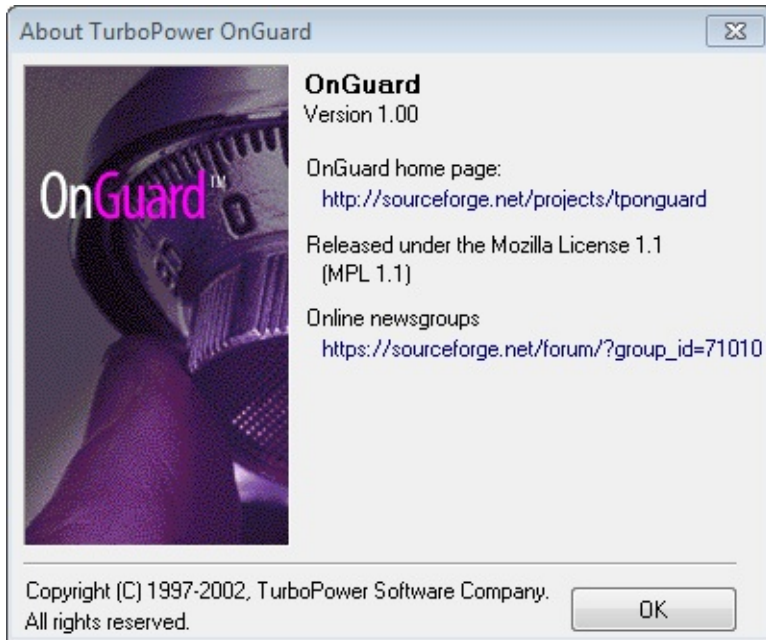 About TurboPower OnGuard
OnGuard™
OnGuard
Version 1.00
OnGuard home page:
http://sourceforge.net/projects/tponguard
Released under the Mozilla License 1.1
(MPL 1.1)
Online newsgroups
https://sourceforge.net/forum/?group_id=71010
Copyright (C) 1997-2002, TurboPower Software Company.
All rights reserved.
OK